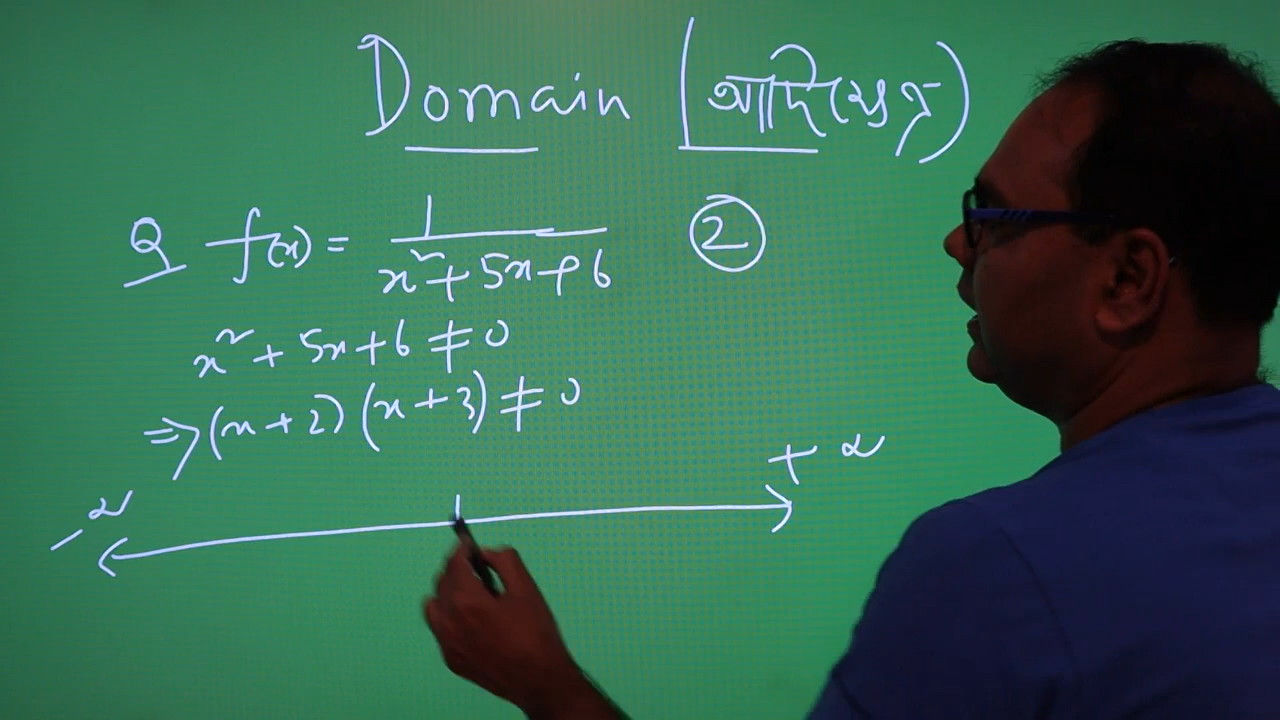 Domain (আদিক্ষেত্র)
Q f(x) = 1 / x² + 5x + 6 ②
x² + 5x + 6 ≠ 0
⇒ (x + 2) (x + 3) ≠ 0
- ∝ + ∝